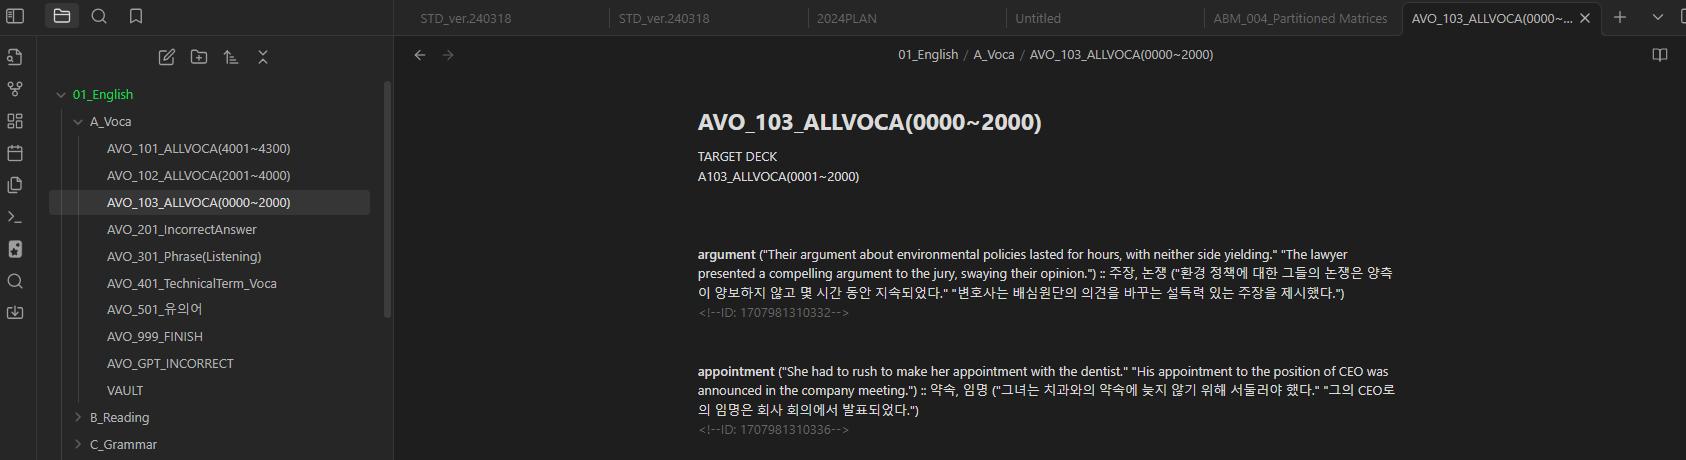 STD_ver.240318
STD_ver.240318
2024PLAN
Untitled
ABM_004_Partitioned Matrices
AVO_103_ALLVOCA(0000~...
01_English / A_Voca / AVO_103_ALLVOCA(0000~2000)
01_English
A_Voca
AVO_101_ALLVOCA(4001~4300)
AVO_102_ALLVOCA(2001~4000)
AVO_103_ALLVOCA(0000~2000)
AVO_201_IncorrectAnswer
AVO_301_Phrase(Listening)
AVO_401_TechnicalTerm_Voca
AVO_501_유의어
AVO_999_FINISH
AVO_GPT_INCORRECT
VAULT
B_Reading
C_Grammar
AVO_103_ALLVOCA(0000~2000)
TARGET DECK
A103_ALLVOCA(0001~2000)
argument ("Their argument about environmental policies lasted for hours, with neither side yielding." "The lawyer
presented a compelling argument to the jury, swaying their opinion.") :: 주장, 논쟁 ("환경 정책에 대한 그들의 논쟁은 양측
이 양보하지 않고 몇 시간 동안 지속되었다." "변호사는 배심원단의 의견을 바꾸는 설득력 있는 주장을 제시했다.")
<!--ID: 1707981310332-->
appointment ("She had to rush to make her appointment with the dentist." "His appointment to the position of CEO was
announced in the company meeting.") :: 약속, 임명 ("그녀는 치과와의 약속에 늦지 않기 위해 서둘러야 했다." "그의 CEO로
의 임명은 회사 회의에서 발표되었다.")
<!--ID: 1707981310336-->